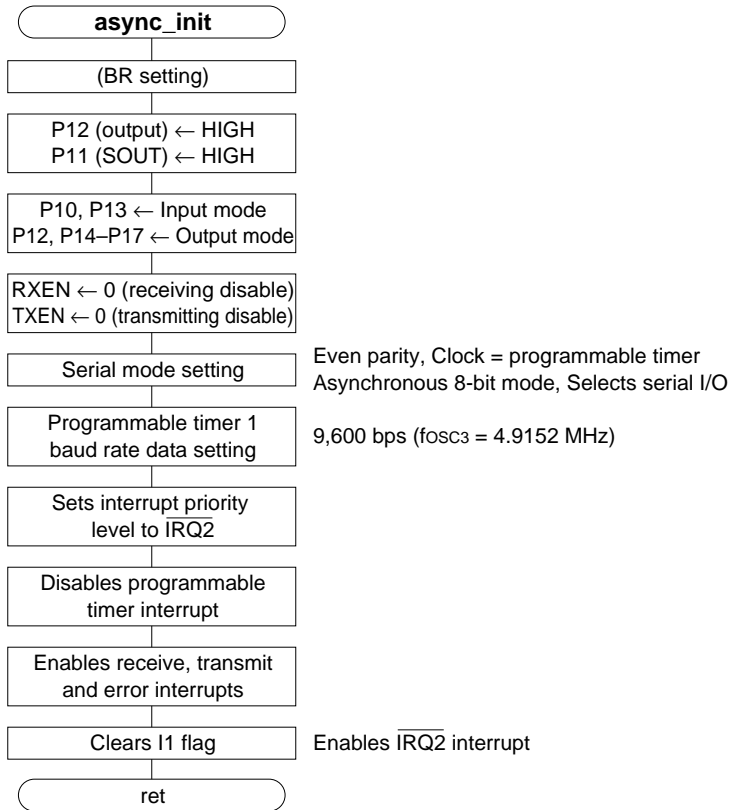 async_init
(BR setting)
P12 (output) ← HIGH
P11 (SOUT) ← HIGH
P10, P13 ← Input mode
P12, P14–P17 ← Output mode
RXEN ← 0 (receiving disable)
TXEN ← 0 (transmitting disable)
Serial mode setting
Even parity, Clock = programmable timer
Asynchronous 8-bit mode, Selects serial I/O
Programmable timer 1
baud rate data setting
9,600 bps (fOSC3 = 4.9152 MHz)
Sets interrupt priority
level to I̅R̅Q̅2̅
Disables programmable
timer interrupt
Enables receive, transmit
and error interrupts
Clears I1 flag
Enables I̅R̅Q̅2̅ interrupt
ret